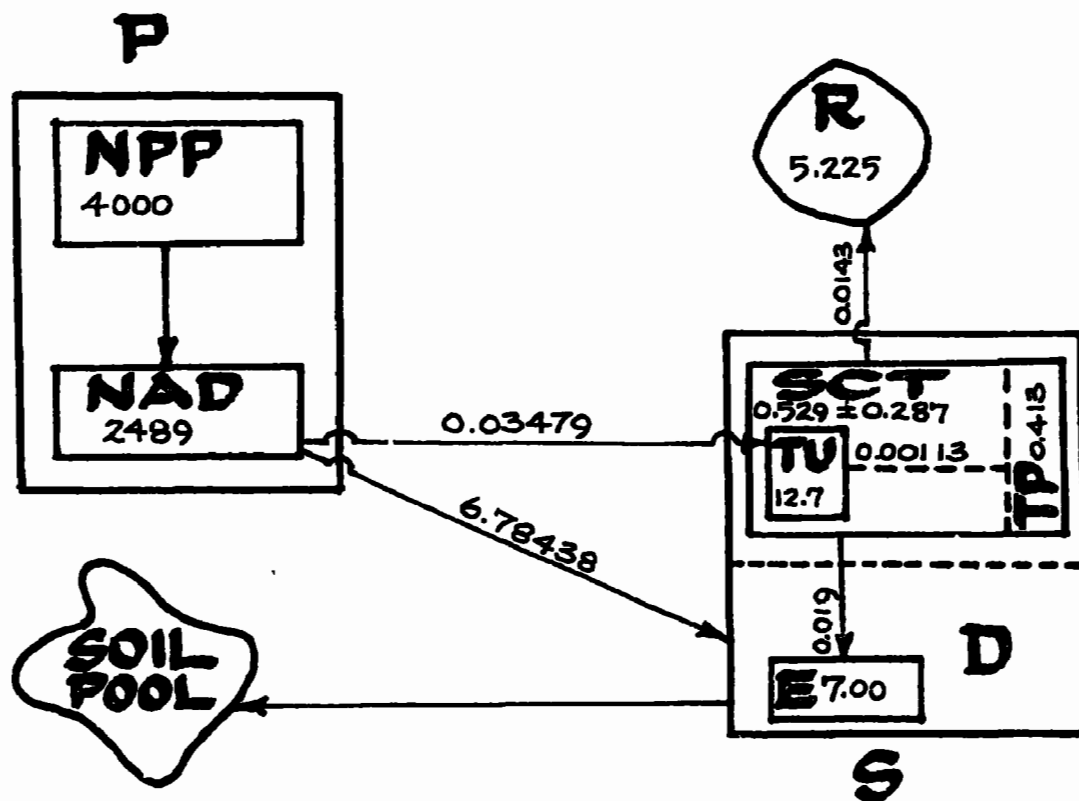 P
NPP
4000
NAD
2489
R
5.225
0.0143
SCT
0.529 ± 0.287
TU
12.7
0.00113
TP 0.413
0.03479
6.78438
0.019
E 7.00
D
S
SOIL
POOL